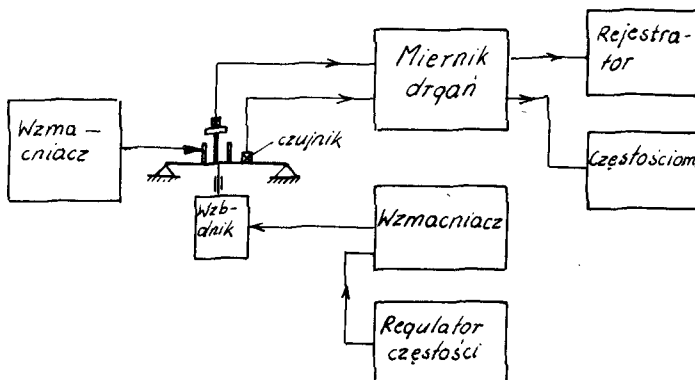 Wzma-
cniacz
czujnik
Wzb-
dnik
Miernik
drgań
Rejestra-
tor
Częstościom
Wzmacniacz
Regulator
częstości